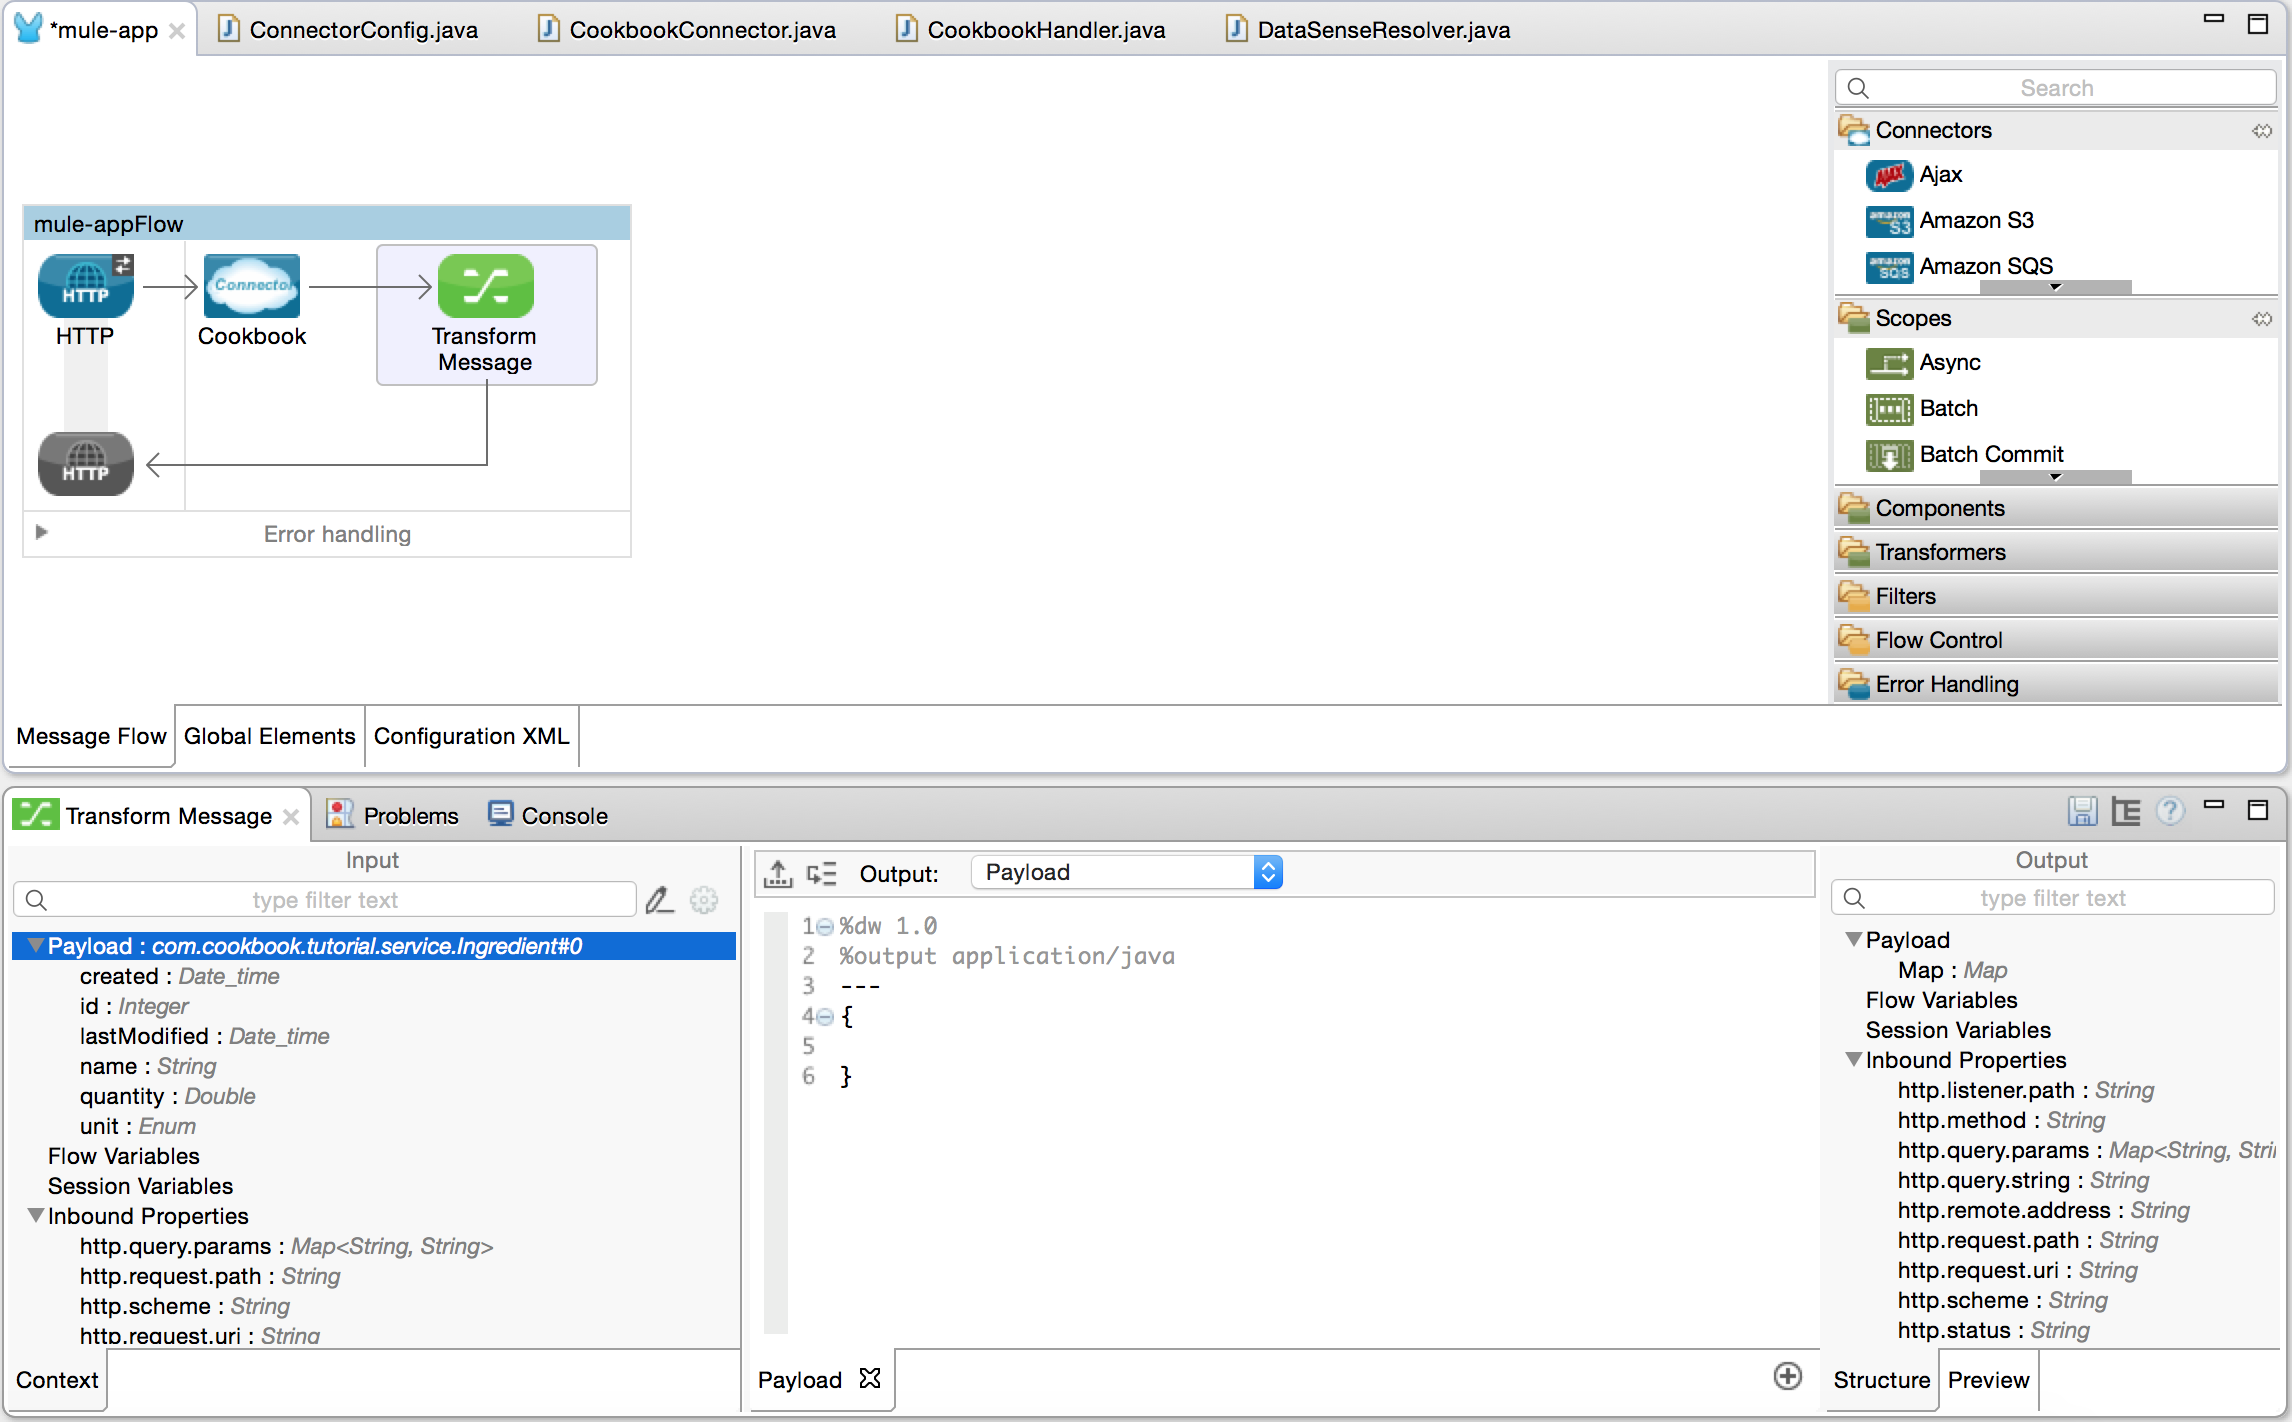 *mule-app
ConnectorConfig.java
CookbookConnector.java
CookbookHandler.java
DataSenseResolver.java
Search
Connectors
Ajax
Amazon S3
Amazon SQS
Scopes
Async
Batch
Batch Commit
Components
Transformers
Filters
Flow Control
Error Handling
mule-appFlow
HTTP
HTTP
Connector
Cookbook
Transform
Message
HTTP
Error handling
Message Flow
Global Elements
Configuration XML
Transform Message
Problems
Console
Input
type filter text
Payload : com.cookbook.tutorial.service.Ingredient#0
created : Date_time
id : Integer
lastModified : Date_time
name : String
quantity : Double
unit : Enum
Flow Variables
Session Variables
Inbound Properties
http.query.params : Map<String, String>
http.request.path : String
http.scheme : String
http.request.uri : String
Context
Output: Payload
1 %dw 1.0
2 %output application/java
3 ---
4 {
5
6 }
Payload
Output
type filter text
Payload
Map : Map
Flow Variables
Session Variables
Inbound Properties
http.listener.path : String
http.method : String
http.query.params : Map<String, Stri
http.query.string : String
http.remote.address : String
http.request.path : String
http.request.uri : String
http.scheme : String
http.status : String
Structure
Preview